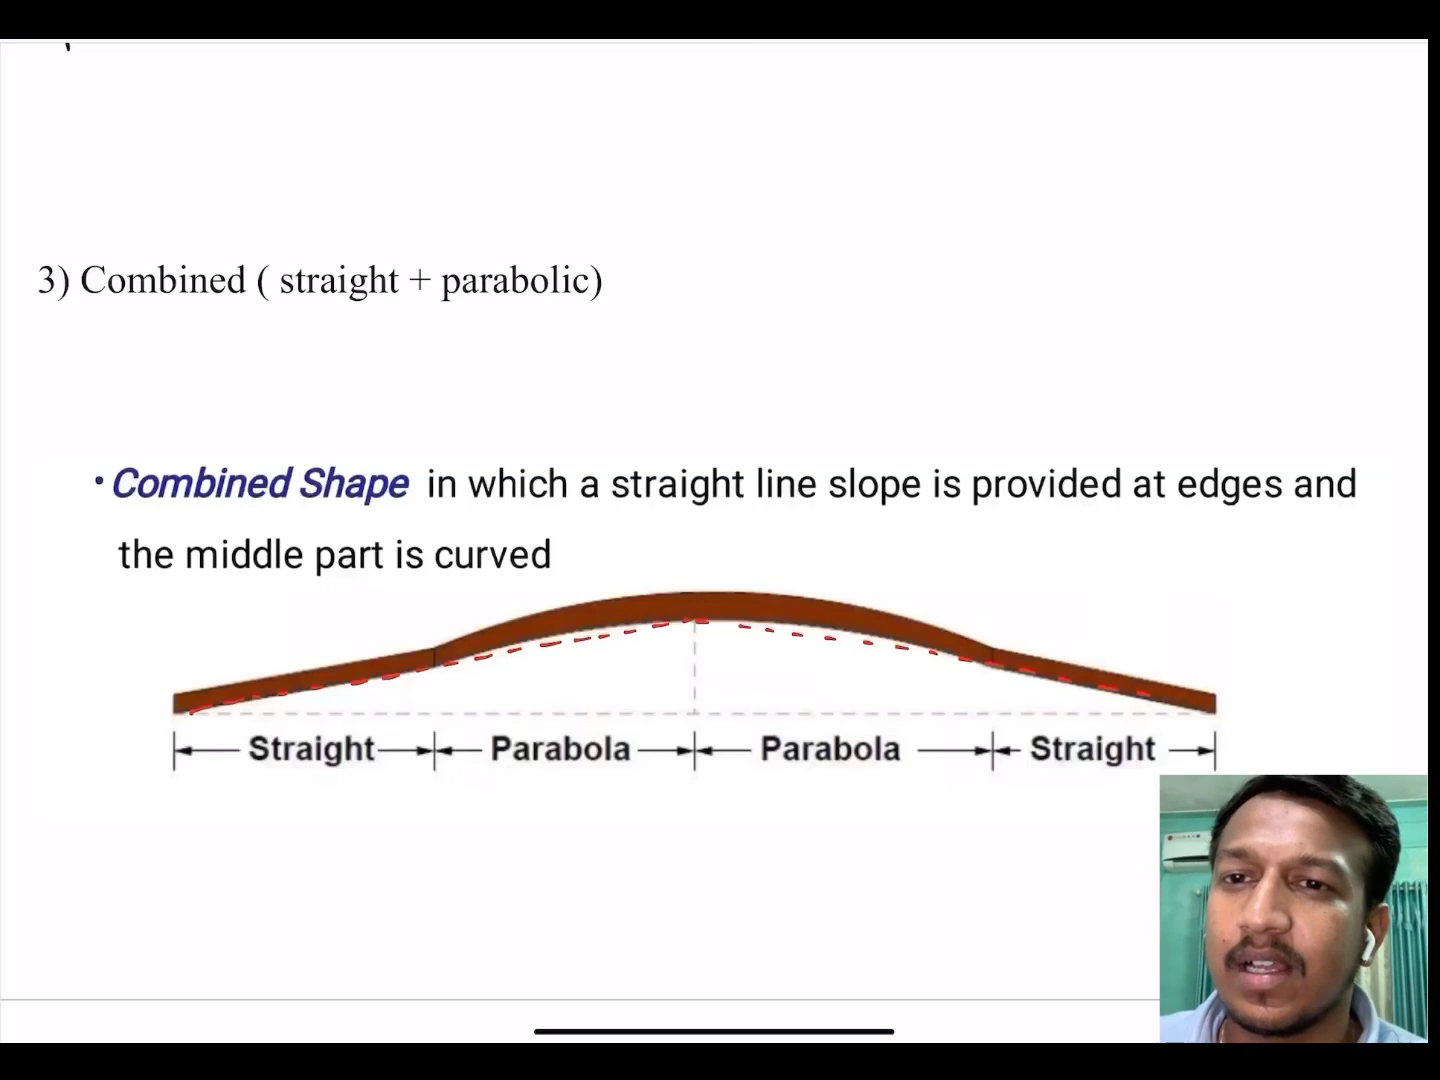 3) Combined ( straight + parabolic)
• Combined Shape in which a straight line slope is provided at edges and
the middle part is curved
Straight Parabola Parabola Straight